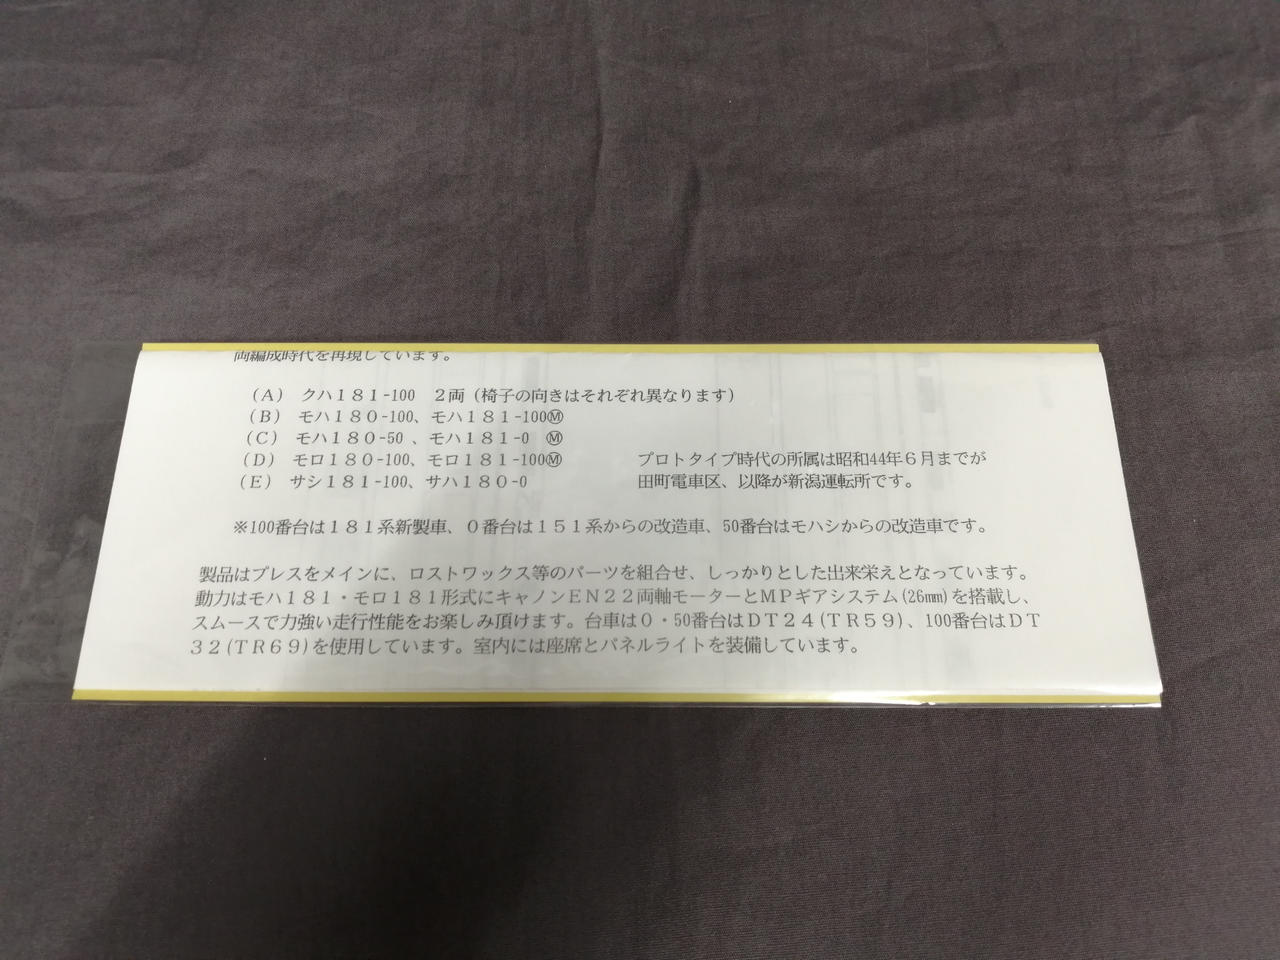 両編成時代を再現しています。
(A) クハ181-100 2両(椅子の向きはそれぞれ異なります)
(B) モハ180-100、モハ181-100Ⓜ
(C) モハ180-50 、モハ181-0 Ⓜ
(D) モロ180-100、モロ181-100Ⓜ プロトタイプ時代の所属は昭和44年6月までが
(E) サシ181-100、サハ180-0 田町電車区、以降が新潟運転所です。
※100番台は181系新製車、0番台は151系からの改造車、50番台はモハシからの改造車です。
製品はプレスをメインに、ロストワックス等のパーツを組合せ、しっかりとした出来栄えとなっています。
動力はモハ181・モロ181形式にキャノンEN22両軸モーターとMPギアシステム(26mm)を搭載し、
スムースで力強い走行性能をお楽しみ頂けます。台車は0・50番台はDT24(TR59)、100番台はDT
32(TR69)を使用しています。室内には座席とパネルライトを装備しています。